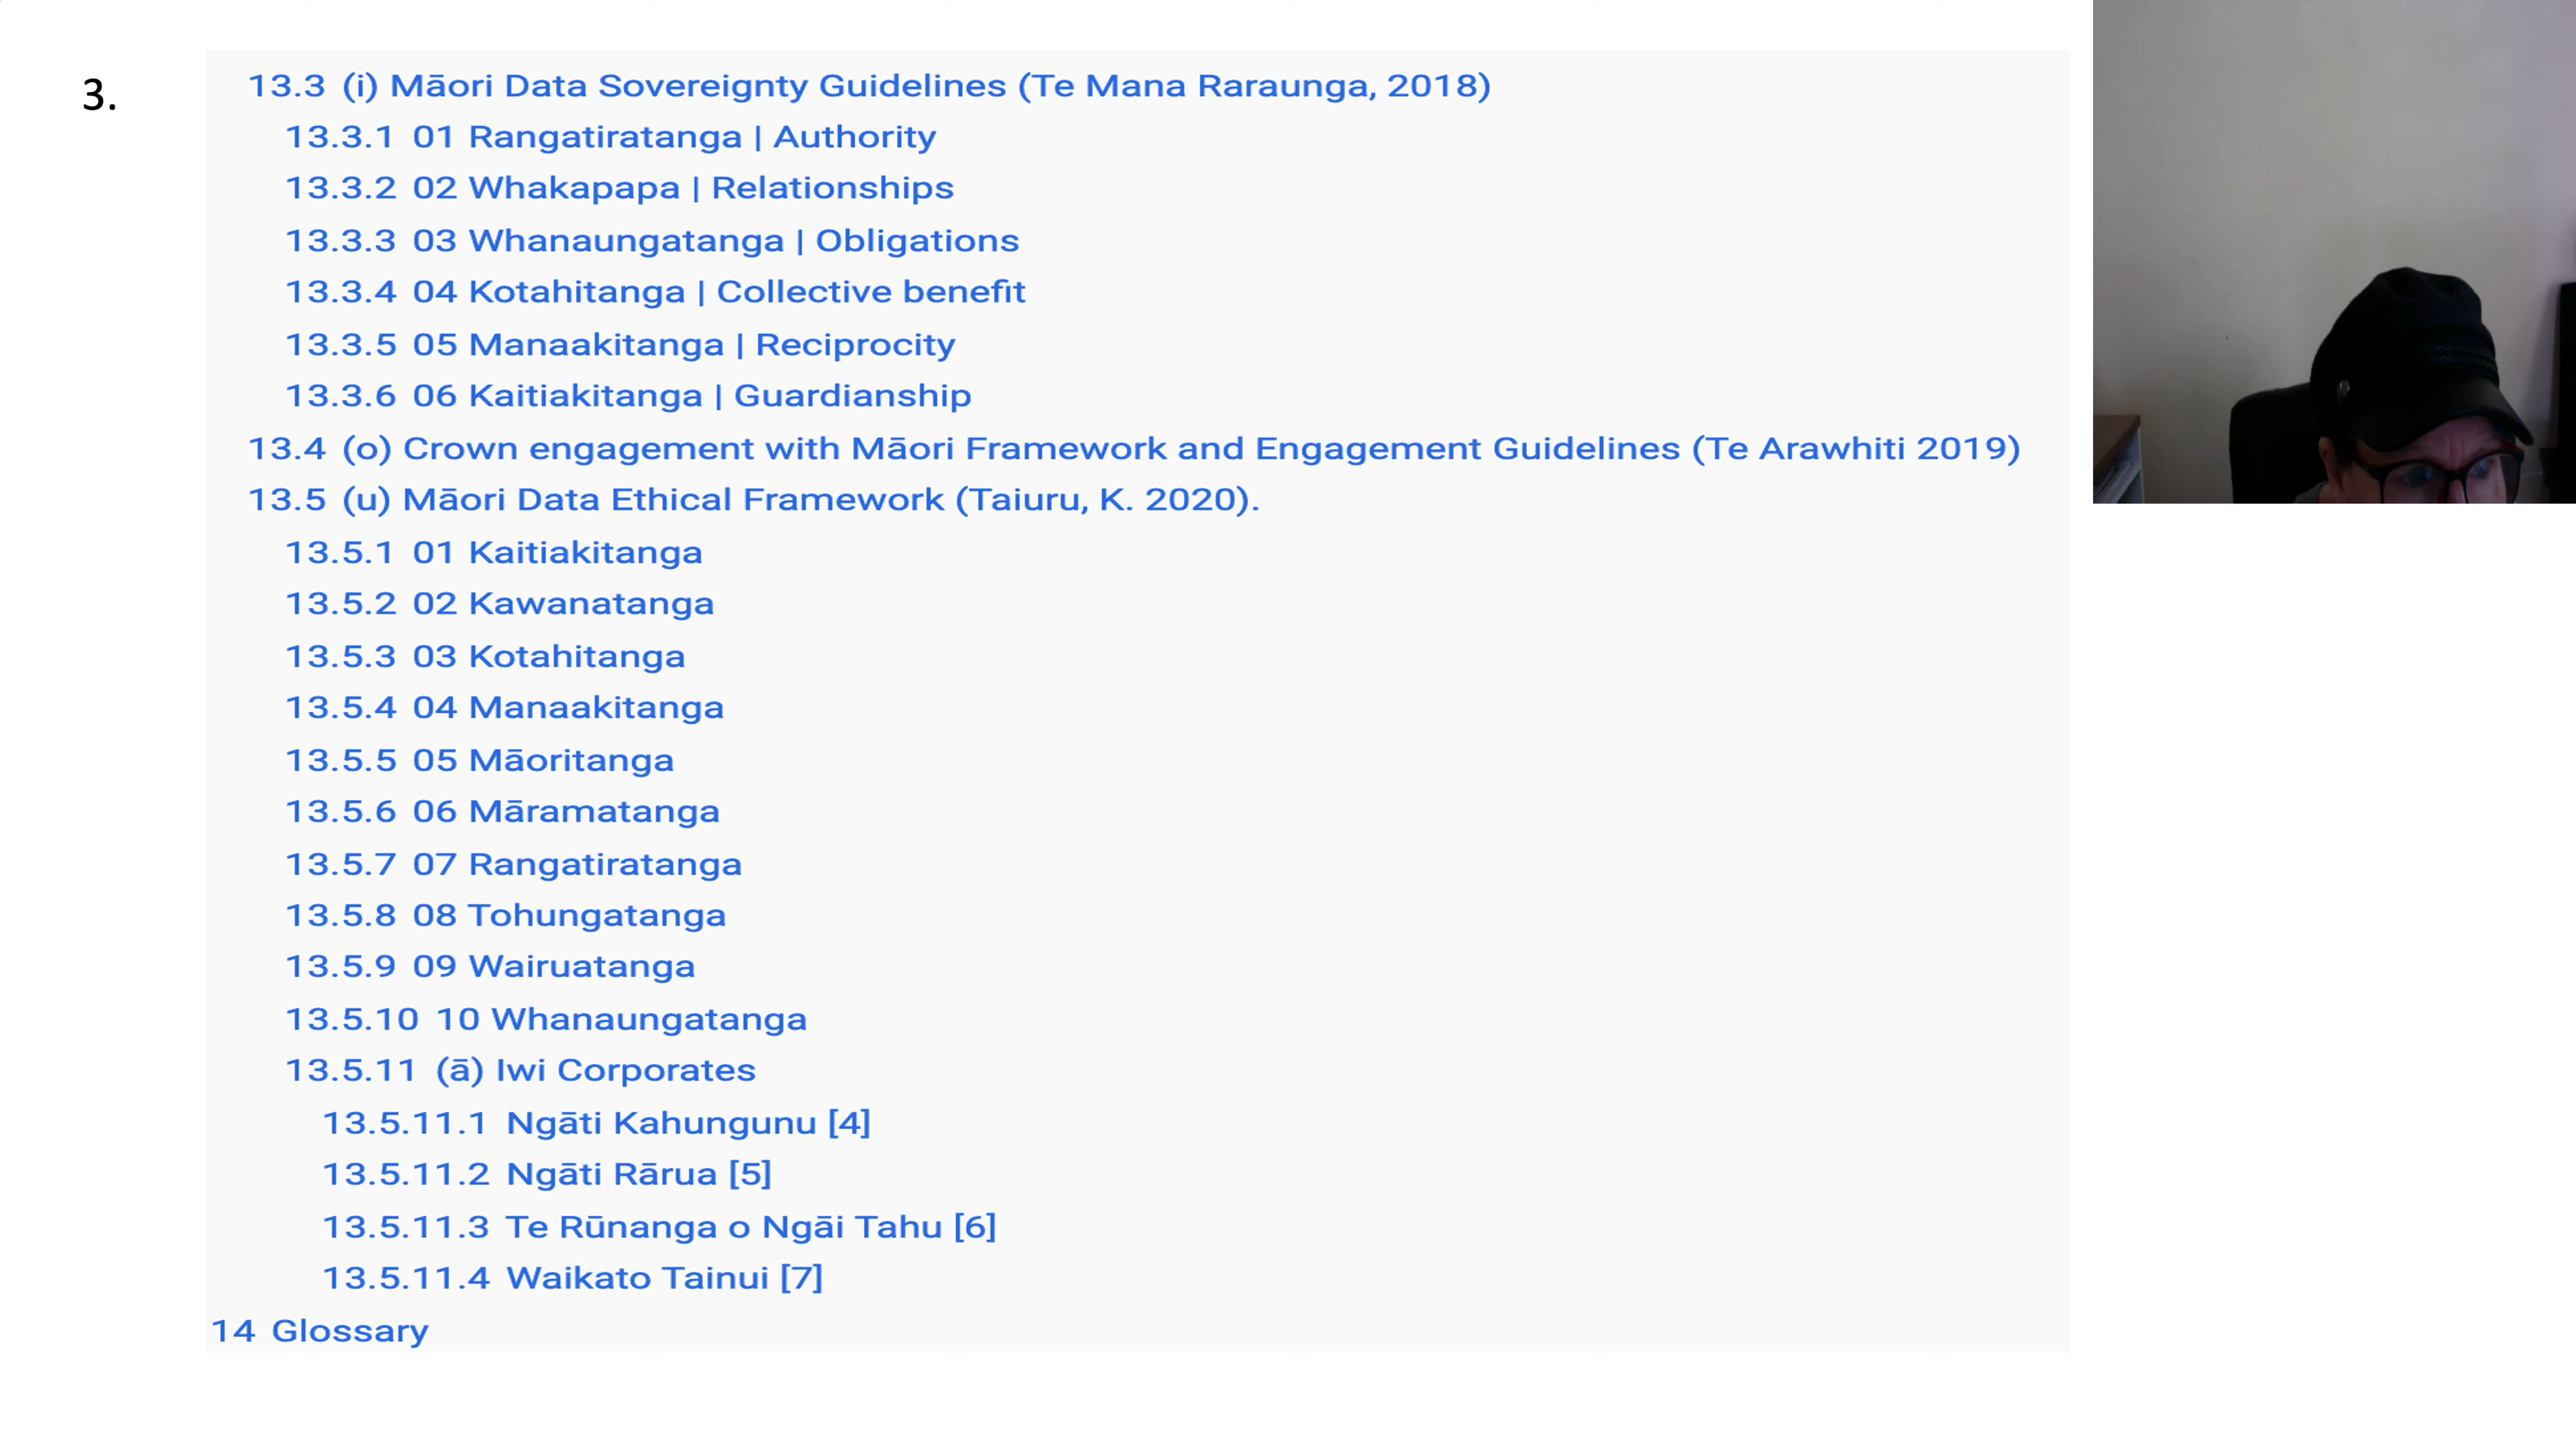 3.
13.3 (i) Māori Data Sovereignty Guidelines (Te Mana Raraunga, 2018)
13.3.1 01 Rangatiratanga | Authority
13.3.2 02 Whakapapa | Relationships
13.3.3 03 Whanaungatanga | Obligations
13.3.4 04 Kotahitanga | Collective benefit
13.3.5 05 Manaakitanga | Reciprocity
13.3.6 06 Kaitiakitanga | Guardianship
13.4 (o) Crown engagement with Māori Framework and Engagement Guidelines (Te Arawhiti 2019)
13.5 (u) Māori Data Ethical Framework (Taiuru, K. 2020).
13.5.1 01 Kaitiakitanga
13.5.2 02 Kawanatanga
13.5.3 03 Kotahitanga
13.5.4 04 Manaakitanga
13.5.5 05 Māoritanga
13.5.6 06 Māramatanga
13.5.7 07 Rangatiratanga
13.5.8 08 Tohungatanga
13.5.9 09 Wairuatanga
13.5.10 10 Whanaungatanga
13.5.11 (ā) Iwi Corporates
13.5.11.1 Ngāti Kahungunu [4]
13.5.11.2 Ngāti Rārua [5]
13.5.11.3 Te Rūnanga o Ngāi Tahu [6]
13.5.11.4 Waikato Tainui [7]
14 Glossary